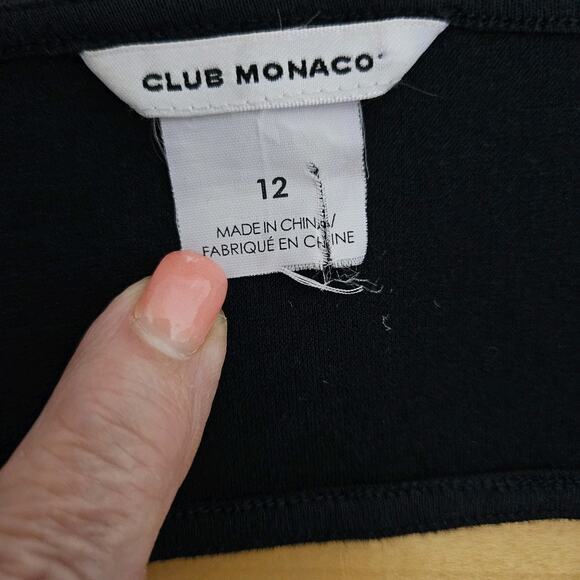 CLUB MONACO
12
MADE IN CHINA/
FABRIQUÉ EN CHINE